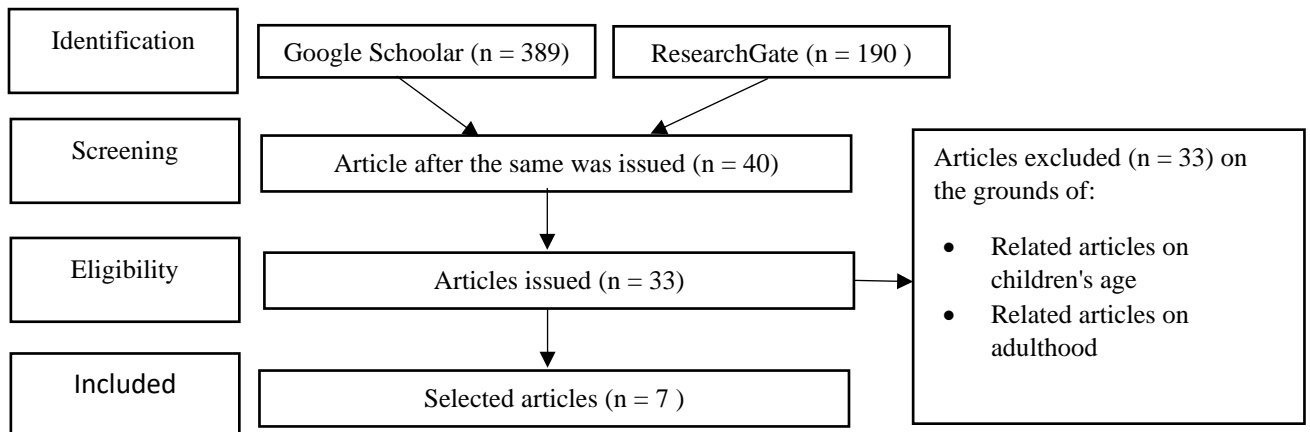 Identification
Google Schoolar (n = 389)
ResearchGate (n = 190 )
Screening
Article after the same was issued (n = 40)
Articles excluded (n = 33) on
the grounds of:
• Related articles on
children's age
• Related articles on
adulthood
Eligibility
Articles issued (n = 33)
Included
Selected articles (n = 7 )